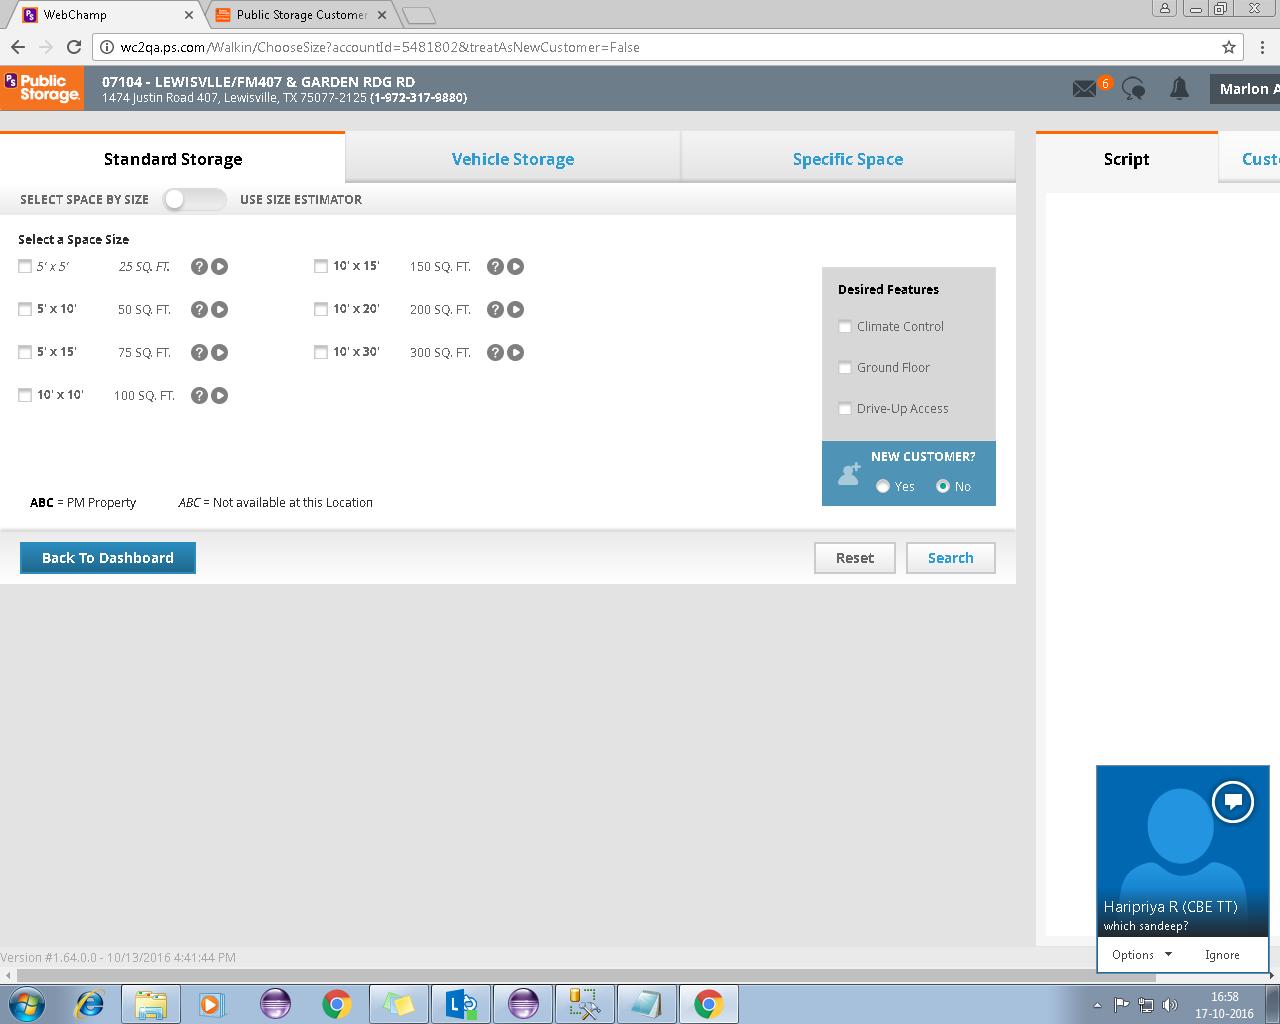 WebChamp
Public Storage Customer
wc2qa.ps.com/Walkin/ChooseSize?accountId=5481802&treatAsNewCustomer=False
PS Public Storage.
07104 - LEWISVLLE/FM407 & GARDEN RDG RD
1474 Justin Road 407, Lewisville, TX 75077-2125 (1-972-317-9880)
6
Marlon A
Standard Storage
Vehicle Storage
Specific Space
Script
Cust
SELECT SPACE BY SIZE
USE SIZE ESTIMATOR
Select a Space Size
5' x 5' 25 SQ. FT. ?
10' x 15' 150 SQ. FT. ?
5' x 10' 50 SQ. FT. ?
10' x 20' 200 SQ. FT. ?
5' x 15' 75 SQ. FT. ?
10' x 30' 300 SQ. FT. ?
10' x 10' 100 SQ. FT. ?
Desired Features
Climate Control
Ground Floor
Drive-Up Access
NEW CUSTOMER?
Yes No
ABC = PM Property
ABC = Not available at this Location
Back To Dashboard
Reset
Search
Haripriya R (CBE TT)
which sandeep?
Options
Ignore
Version #1.64.0.0 - 10/13/2016 4:41:44 PM
16:58
17-10-2016